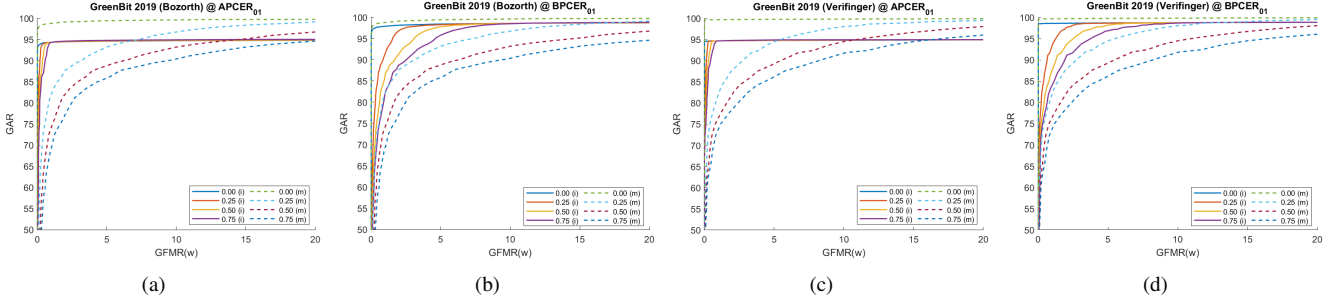 GreenBit 2019 (Bozorth) @ APCER01
100
95
90
85
80
75
70
65
60
55
50
GAR
0
5
10
15
20
GFMR(w)
0.00 (i) 0.00 (m)
0.25 (i) 0.25 (m)
0.50 (i) 0.50 (m)
0.75 (i) 0.75 (m)
(a)
GreenBit 2019 (Bozorth) @ BPCER01
100
95
90
85
80
75
70
65
60
55
50
GAR
0
5
10
15
20
GFMR(w)
0.00 (i) 0.00 (m)
0.25 (i) 0.25 (m)
0.50 (i) 0.50 (m)
0.75 (i) 0.75 (m)
(b)
GreenBit 2019 (Verifinger) @ APCER01
100
95
90
85
80
75
70
65
60
55
50
GAR
0
5
10
15
20
GFMR(w)
0.00 (i) 0.00 (m)
0.25 (i) 0.25 (m)
0.50 (i) 0.50 (m)
0.75 (i) 0.75 (m)
(c)
GreenBit 2019 (Verifinger) @ BPCER01
100
95
90
85
80
75
70
65
60
55
50
GAR
0
5
10
15
20
GFMR(w)
0.00 (i) 0.00 (m)
0.25 (i) 0.25 (m)
0.50 (i) 0.50 (m)
0.75 (i) 0.75 (m)
(d)